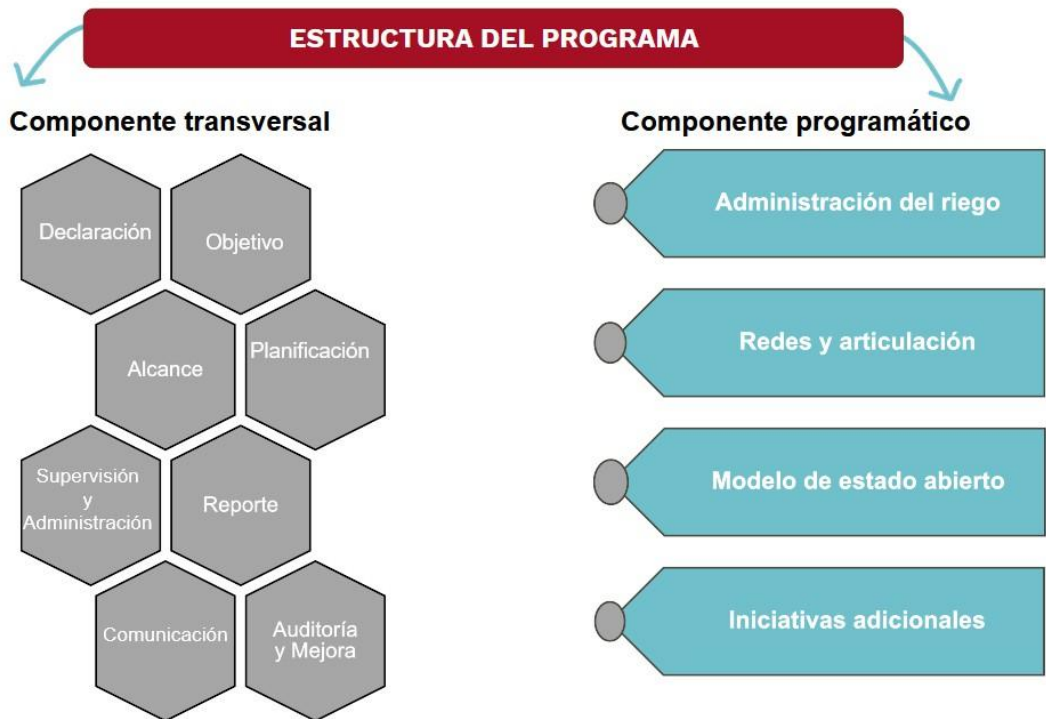 ESTRUCTURA DEL PROGRAMA
Componente transversal
Declaración
Objetivo
Alcance
Planificación
Supervisión
y
Administración
Reporte
Comunicación
Auditoría
y Mejora
Componente programático
Administración del riego
Redes y articulación
Modelo de estado abierto
Iniciativas adicionales